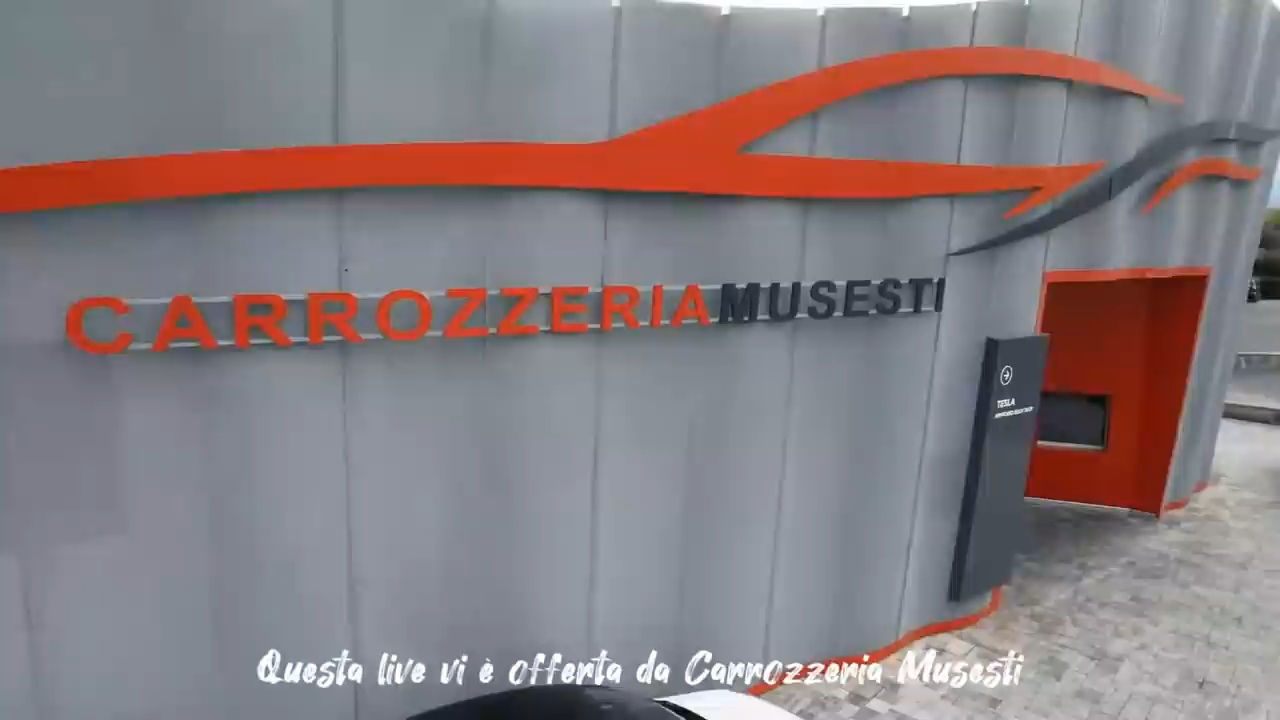 CARROZZERIA MUSESTI
TESLA
Questa live vi è offerta da Carrozzeria Musesti